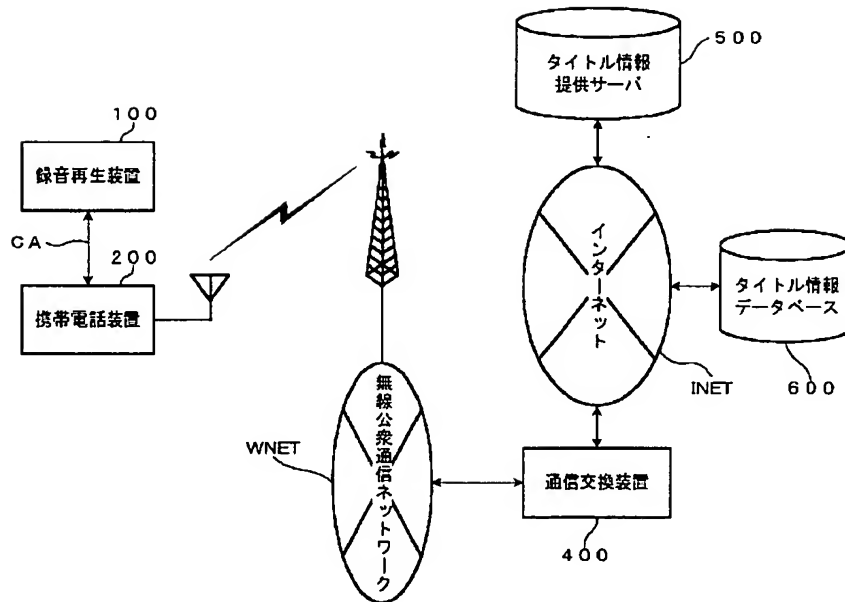 500
タイトル情報
提供サーバ
100
録音再生装置
CA
200
携帯電話装置
インターネット
タイトル情報
データベース
600
INET
無線公衆通信ネットワーク
WNET
通信交換装置
400